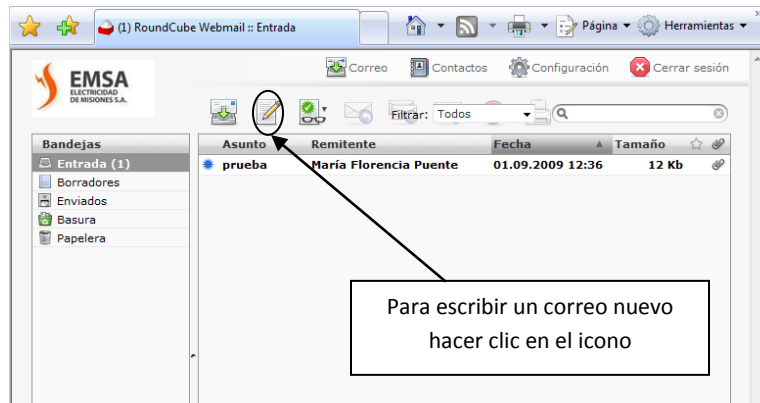 (1) RoundCube Webmail :: Entrada
Página
Herramientas
EMSA
ELECTRICIDAD
DE MISIONES S.A.
Correo
Contactos
Configuración
Cerrar sesión
Filtrar: Todos
Bandejas
Asunto Remitente Fecha Tamaño
Entrada (1)
prueba María Florencia Puente 01.09.2009 12:36 12 Kb
Borradores
Enviados
Basura
Papelera
Para escribir un correo nuevo
hacer clic en el icono